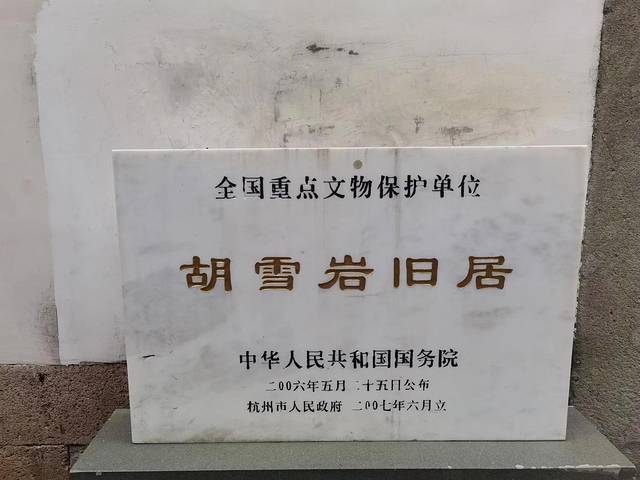 全国重点文物保护单位
胡雪岩旧居
中华人民共和国国务院
二〇〇六年五月二十五日公布
杭州市人民政府 二〇〇七年六月立